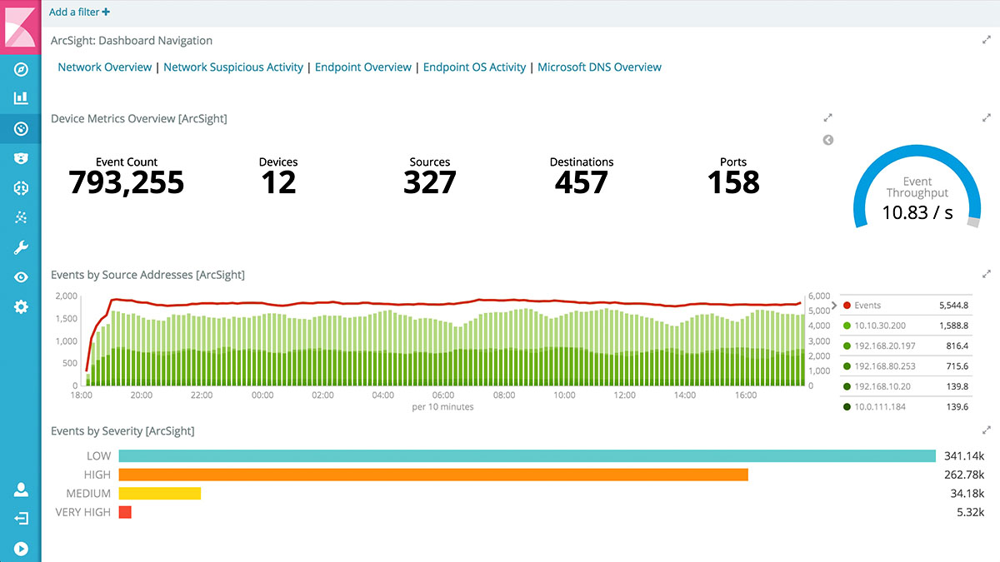 Add a filter +
ArcSight: Dashboard Navigation
Network Overview | Network Suspicious Activity | Endpoint Overview | Endpoint OS Activity | Microsoft DNS Overview
Device Metrics Overview [ArcSight]
Event Count
793,255
Devices
12
Sources
327
Destinations
457
Ports
158
Event
Throughput
10.83 / s
Events by Source Addresses [ArcSight]
2,000
1,500
1,000
500
0
6,000
5,000
4,000
3,000
2,000
1,000
0
18:00 20:00 22:00 00:00 02:00 04:00 06:00 08:00 10:00 12:00 14:00 16:00
per 10 minutes
Events 5,544.8
10.10.30.200 1,588.8
192.168.20.197 816.4
192.168.80.253 715.6
192.168.10.20 139.8
10.0.111.184 139.6
Events by Severity [ArcSight]
LOW 341.14k
HIGH 262.78k
MEDIUM 34.18k
VERY HIGH 5.32k